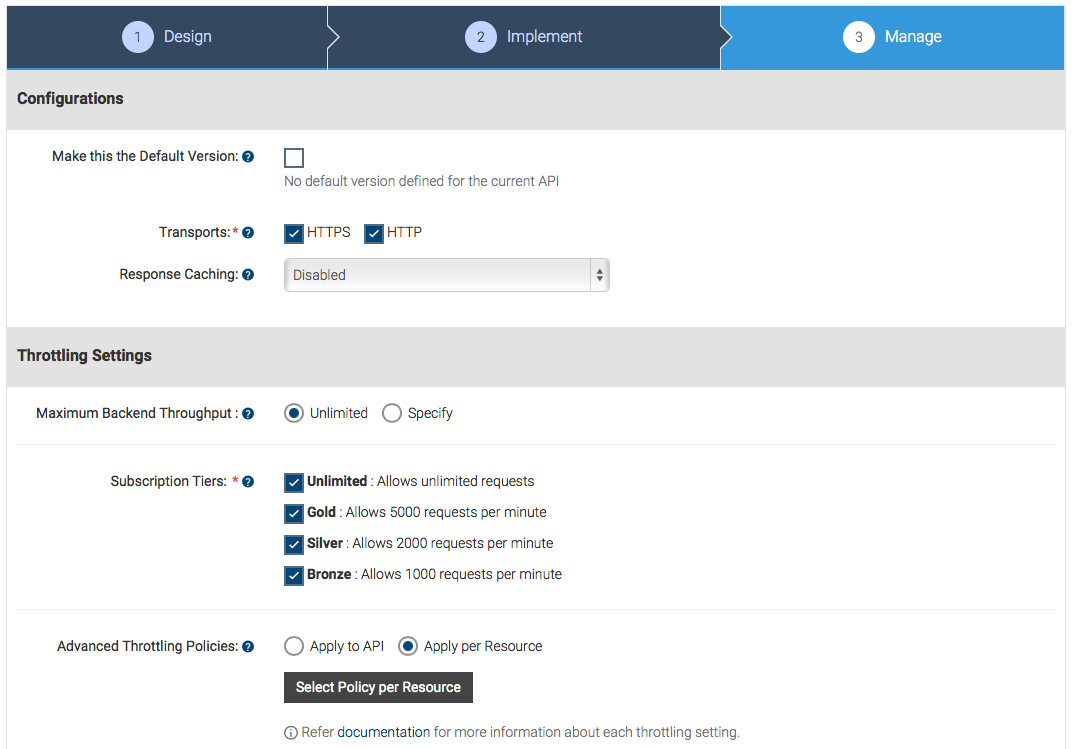 1 Design 2 Implement 3 Manage
Configurations
Make this the Default Version: ?
No default version defined for the current API
Transports:* ? HTTPS HTTP
Response Caching: ? Disabled
Throttling Settings
Maximum Backend Throughput : ? Unlimited Specify
Subscription Tiers: * ? Unlimited : Allows unlimited requests
Gold : Allows 5000 requests per minute
Silver : Allows 2000 requests per minute
Bronze : Allows 1000 requests per minute
Advanced Throttling Policies: ? Apply to API Apply per Resource
Select Policy per Resource
i Refer documentation for more information about each throttling setting.